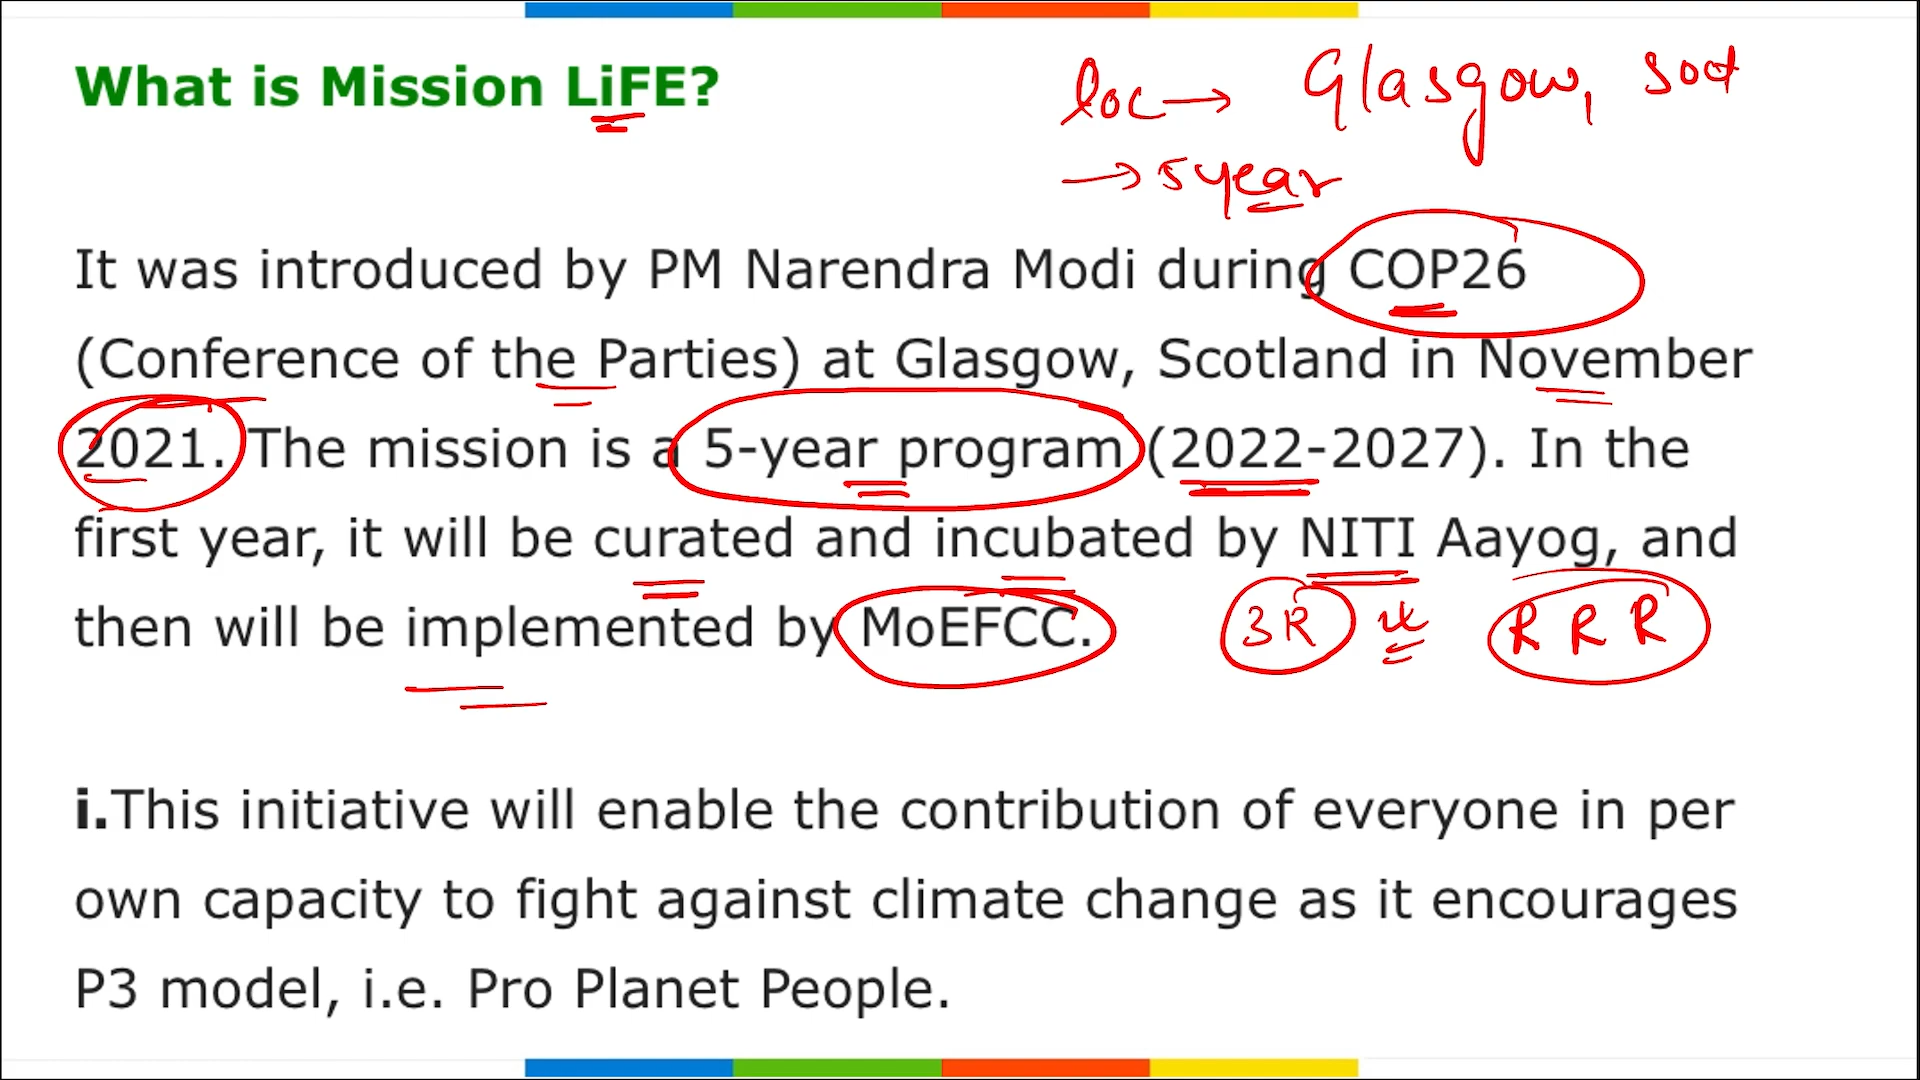 What is Mission LiFE?
loc → Glasgow,
→ 5 year
It was introduced by PM Narendra Modi during COP26
(Conference of the Parties) at Glasgow, Scotland in November
2021. The mission is a 5-year program (2022-2027). In the
first year, it will be curated and incubated by NITI Aayog, and
then will be implemented by MoEFCC.
3R R R R
i.This initiative will enable the contribution of everyone in per
own capacity to fight against climate change as it encourages
P3 model, i.e. Pro Planet People.